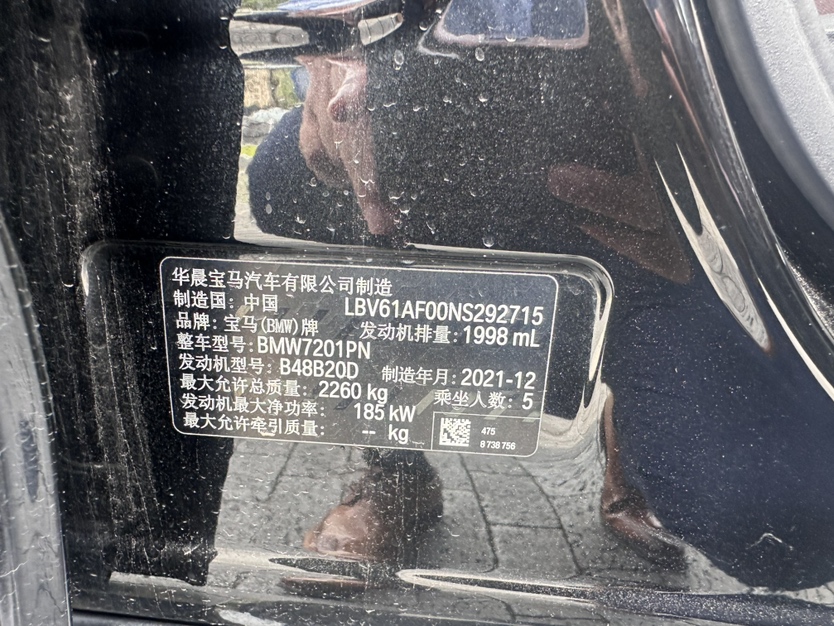 华晨宝马汽车有限公司制造
制造国: 中国 LBV61AF00NS292715
品牌: 宝马(BMW)牌 发动机排量: 1998 mL
整车型号: BMW7201PN
发动机型号: B48B20D 制造年月: 2021-12
最大允许总质量: 2260 kg 乘坐人数: 5
发动机最大净功率: 185 kW
最大允许牵引质量: -- kg
475
8 738 756